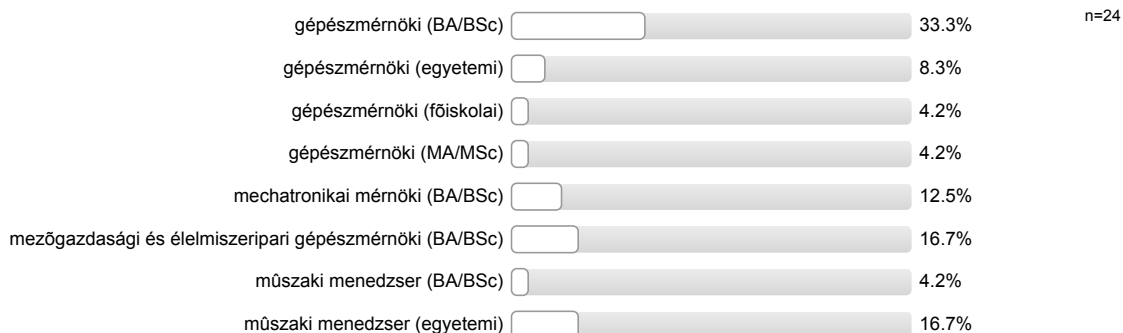 gépészmérnöki (BA/BSc) 33.3% n=24
gépészmérnöki (egyetemi) 8.3%
gépészmérnöki (fõiskolai) 4.2%
gépészmérnöki (MA/MSc) 4.2%
mechatronikai mérnöki (BA/BSc) 12.5%
mezõgazdasági és élelmiszeripari gépészmérnöki (BA/BSc) 16.7%
mûszaki menedzser (BA/BSc) 4.2%
mûszaki menedzser (egyetemi) 16.7%